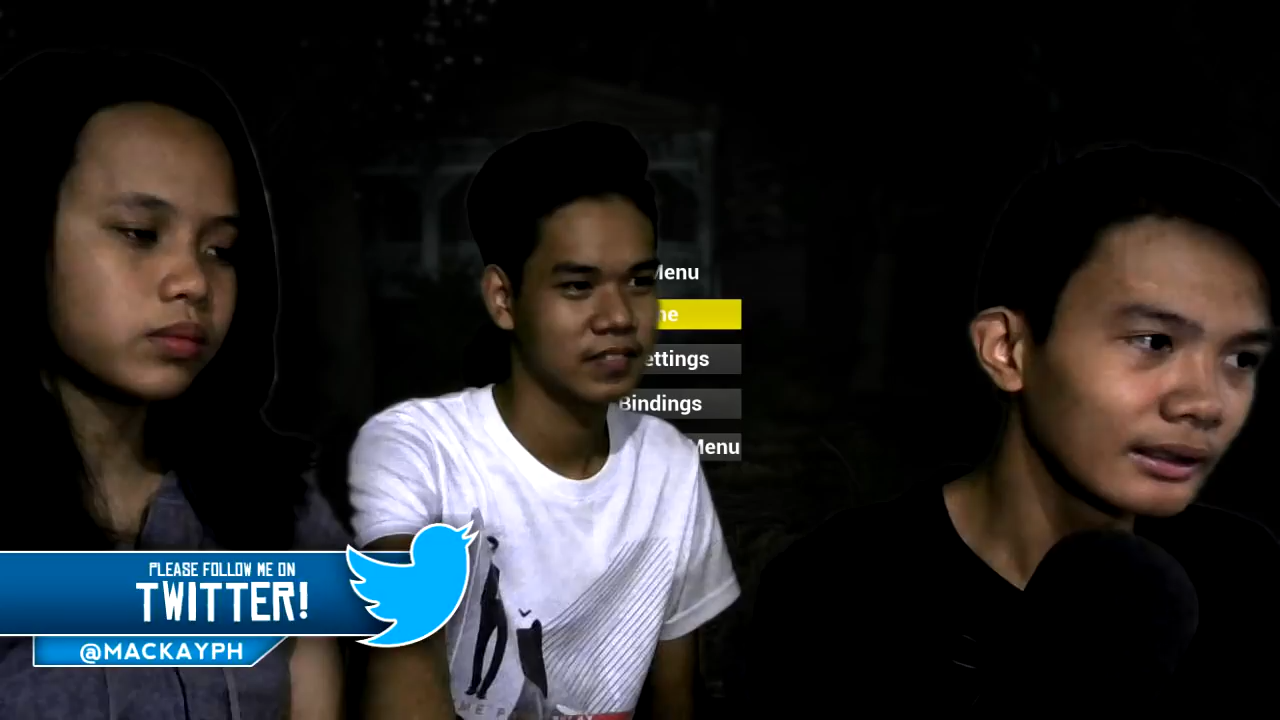 Menu
ettings
Bindings
Menu
PLEASE FOLLOW ME ON
TWITTER!
@MACKAYPH